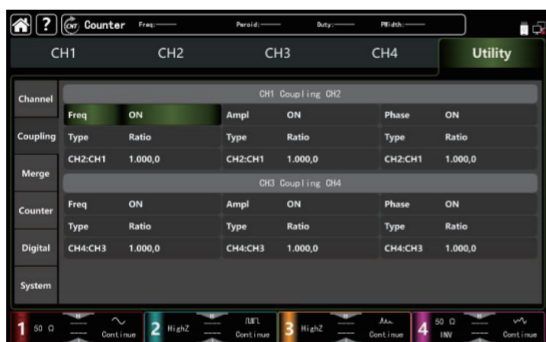 ? CNT Counter Freq: Peroid: Duty: PWidth:
CH1 CH2 CH3 CH4 Utility
Channel
Coupling
Merge
Counter
Digital
System
CH1 Coupling CH2
Freq ON Ampl ON Phase ON
Type Ratio Type Ratio Type Ratio
CH2:CH1 1.000,0 CH2:CH1 1.000,0 CH2:CH1 1.000,0
CH3 Coupling CH4
Freq ON Ampl ON Phase ON
Type Ratio Type Ratio Type Ratio
CH4:CH3 1.000,0 CH4:CH3 1.000,0 CH4:CH3 1.000,0
1 50 Ω Continue 2 HighZ Continue 3 HighZ Continue 4 50 Ω INV Continue